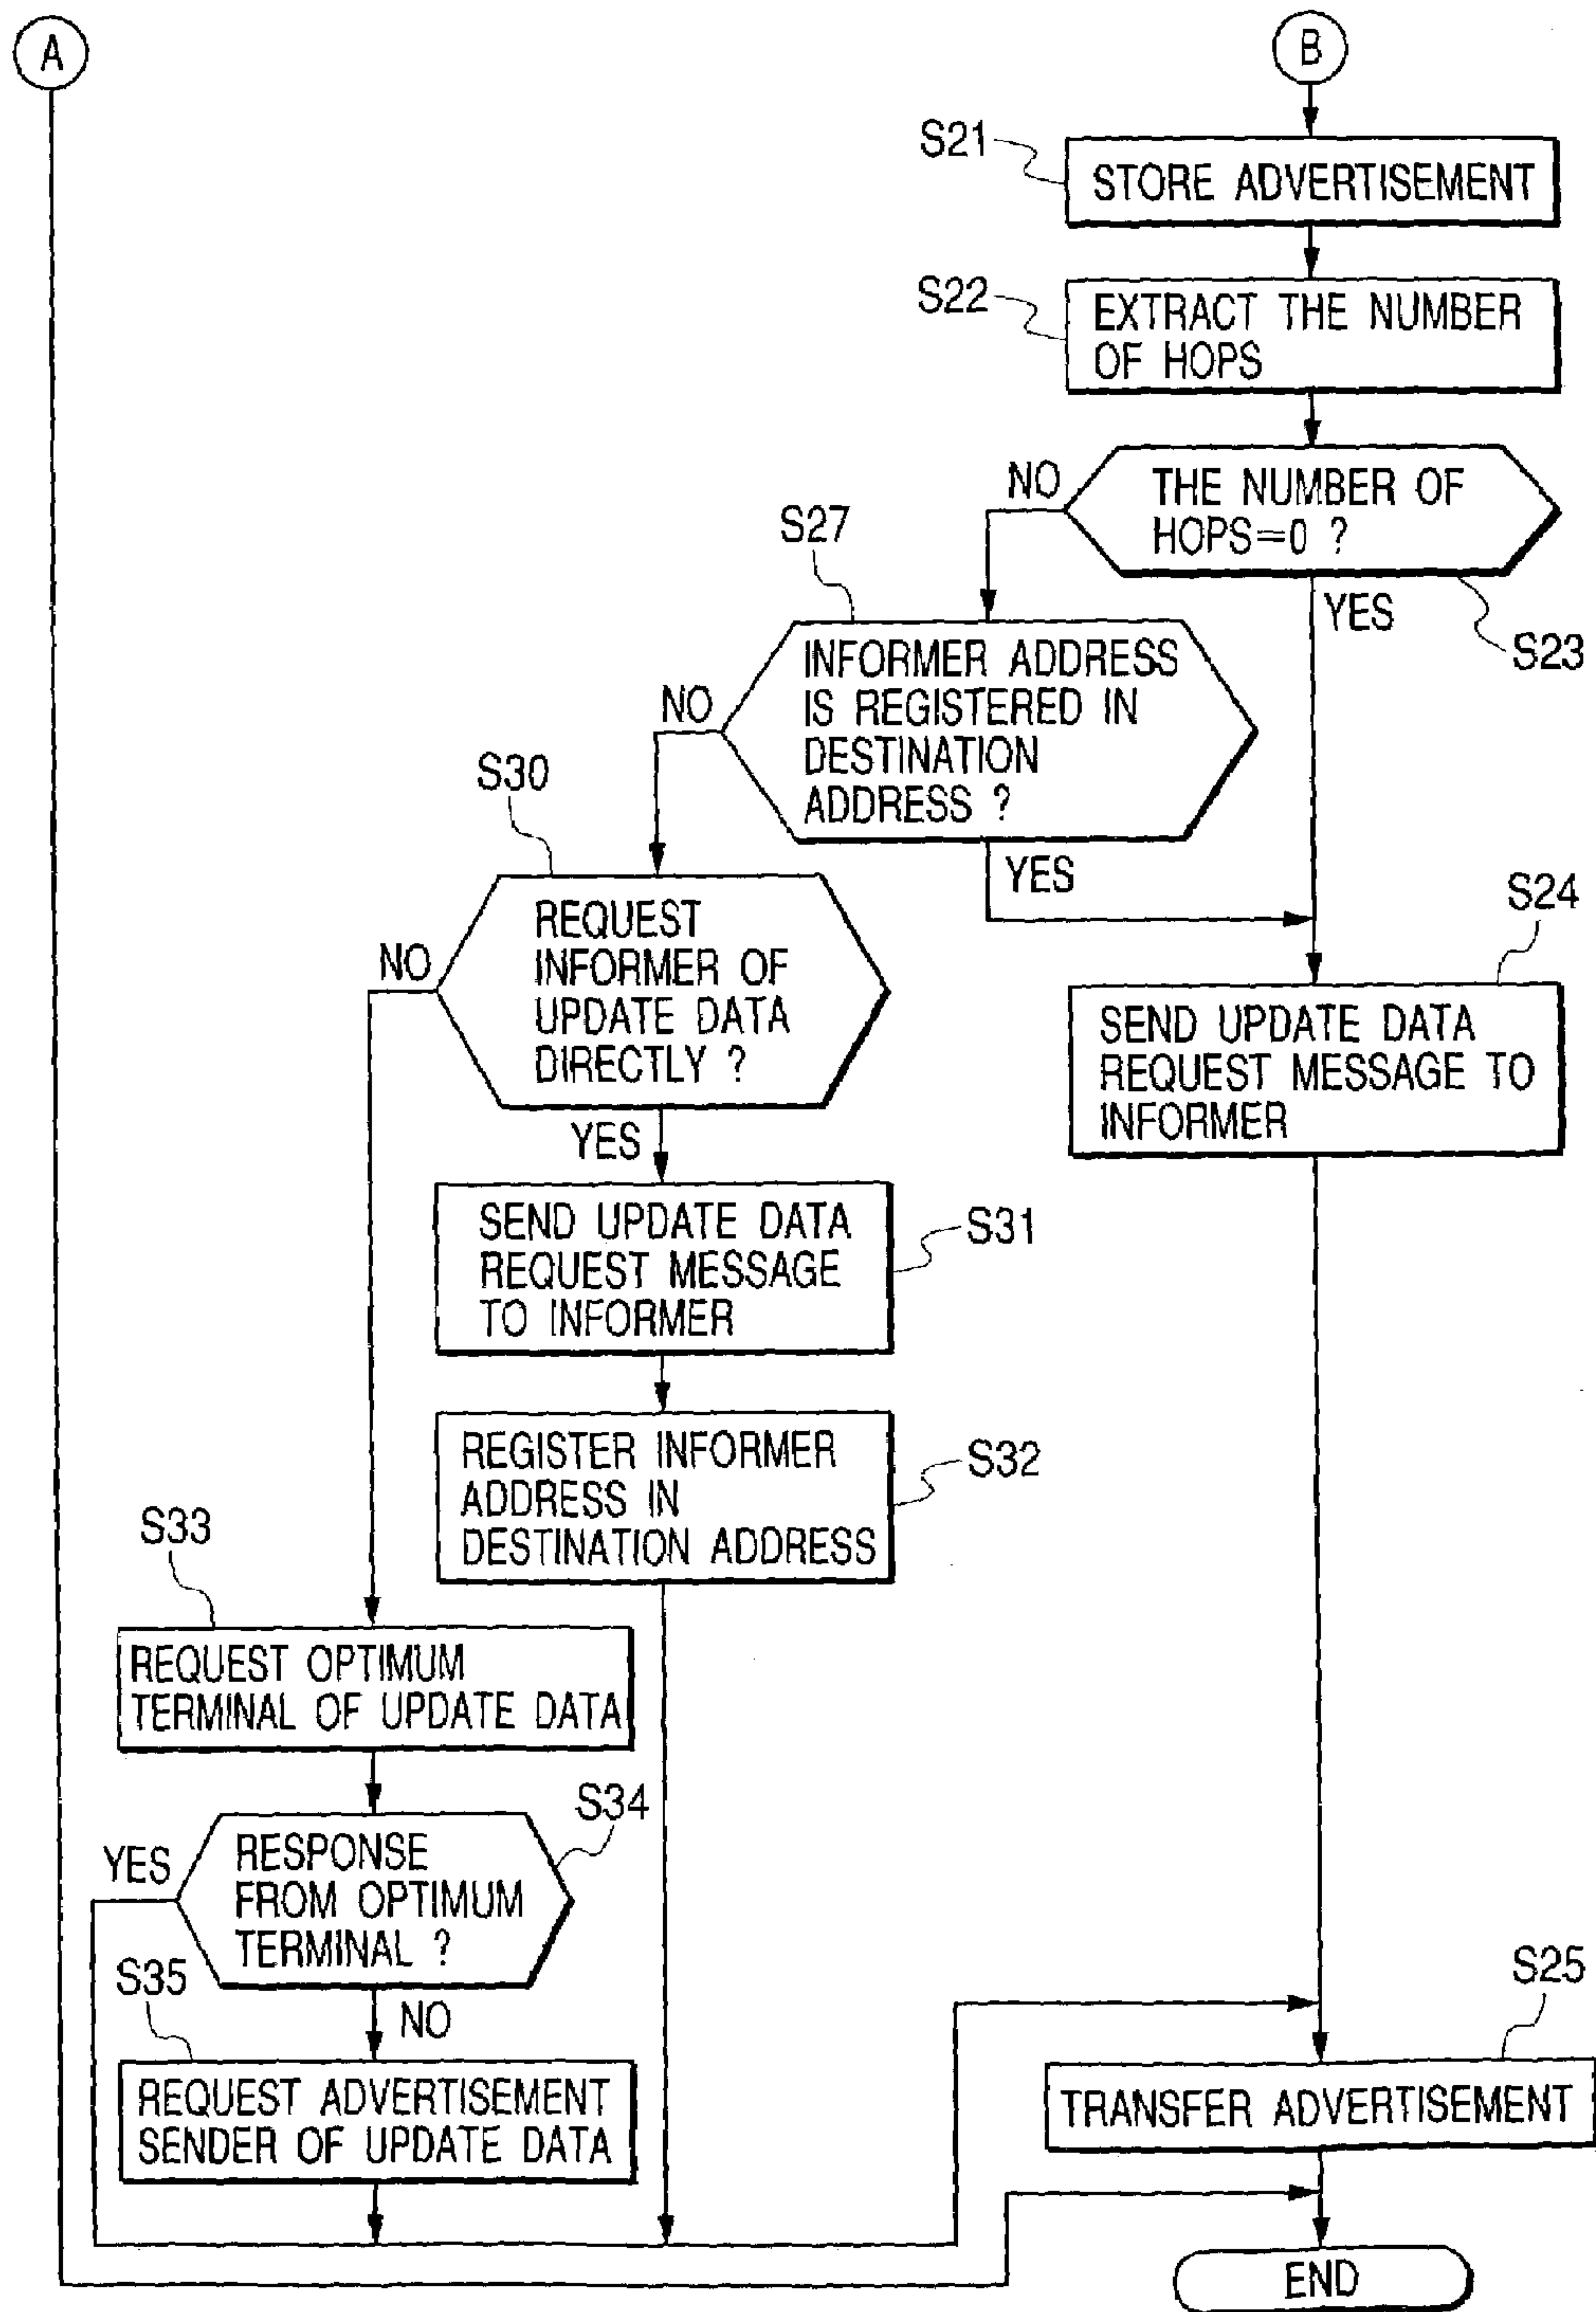 A
B
S21
STORE ADVERTISEMENT
S22
EXTRACT THE NUMBER
OF HOPS
NO
THE NUMBER OF
HOPS=0 ?
S27
YES
S23
INFORMER ADDRESS
IS REGISTERED IN
DESTINATION
ADDRESS ?
NO
S30
YES
S24
REQUEST
INFORMER OF
UPDATE DATA
DIRECTLY ?
NO
SEND UPDATE DATA
REQUEST MESSAGE TO
INFORMER
YES
SEND UPDATE DATA
REQUEST MESSAGE
TO INFORMER
S31
REGISTER INFORMER
ADDRESS IN
DESTINATION ADDRESS
S32
S33
REQUEST OPTIMUM
TERMINAL OF UPDATE DATA
S34
YES
RESPONSE
FROM OPTIMUM
TERMINAL ?
S35
NO
S25
REQUEST ADVERTISEMENT
SENDER OF UPDATE DATA
TRANSFER ADVERTISEMENT
END